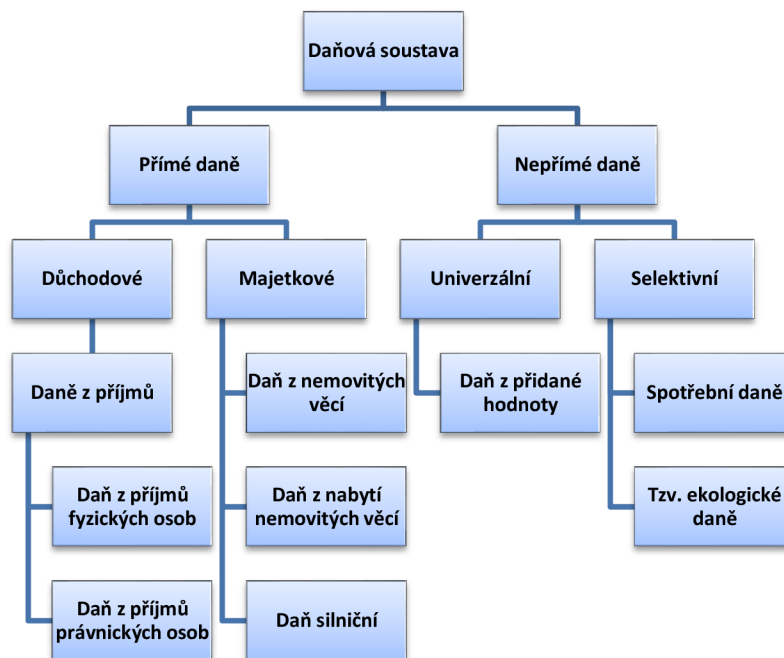 Daňová soustava
Přímé daně
Nepřímé daně
Důchodové
Majetkové
Univerzální
Selektivní
Daně z příjmů
Daň z nemovitých
věcí
Daň z přidané
hodnoty
Spotřební daně
Daň z příjmů
fyzických osob
Daň z nabytí
nemovitých věcí
Tzv. ekologické
daně
Daň z příjmů
právnických osob
Daň silniční